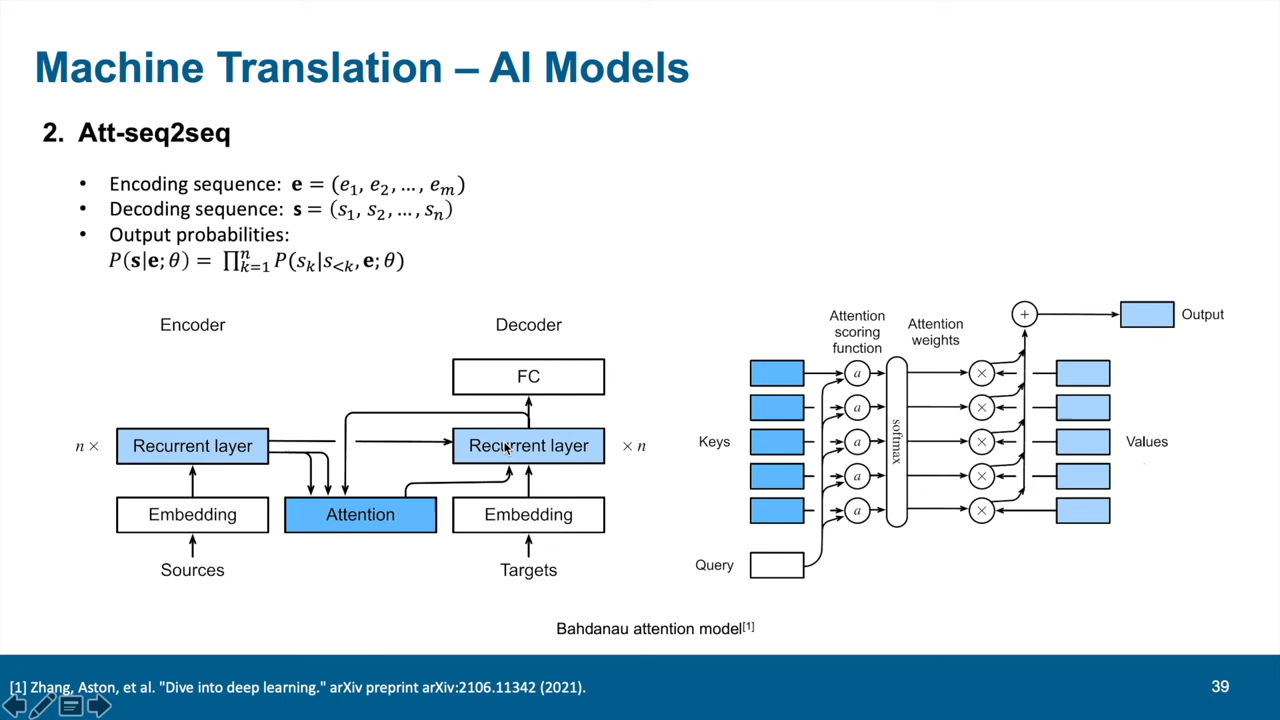 Machine Translation – AI Models
2. Att-seq2seq
• Encoding sequence: e = (e₁, e₂, …, eₘ)
• Decoding sequence: s = (s₁, s₂, …, sₙ)
• Output probabilities:
P(s|e; θ) = ∏ⁿₖ₌₁ P(sₖ|s<ₖ, e; θ)
Encoder
Decoder
FC
n ×
Recurrent layer
Recurrent layer
× n
Embedding
Attention
Embedding
Sources
Targets
Attention
scoring
function
Attention
weights
+
Output
a
×
a
×
Keys
a
softmax
×
Values
a
×
a
×
Query
Bahdanau attention model[1]
[1] Zhang, Aston, et al. "Dive into deep learning." arXiv preprint arXiv:2106.11342 (2021).
39